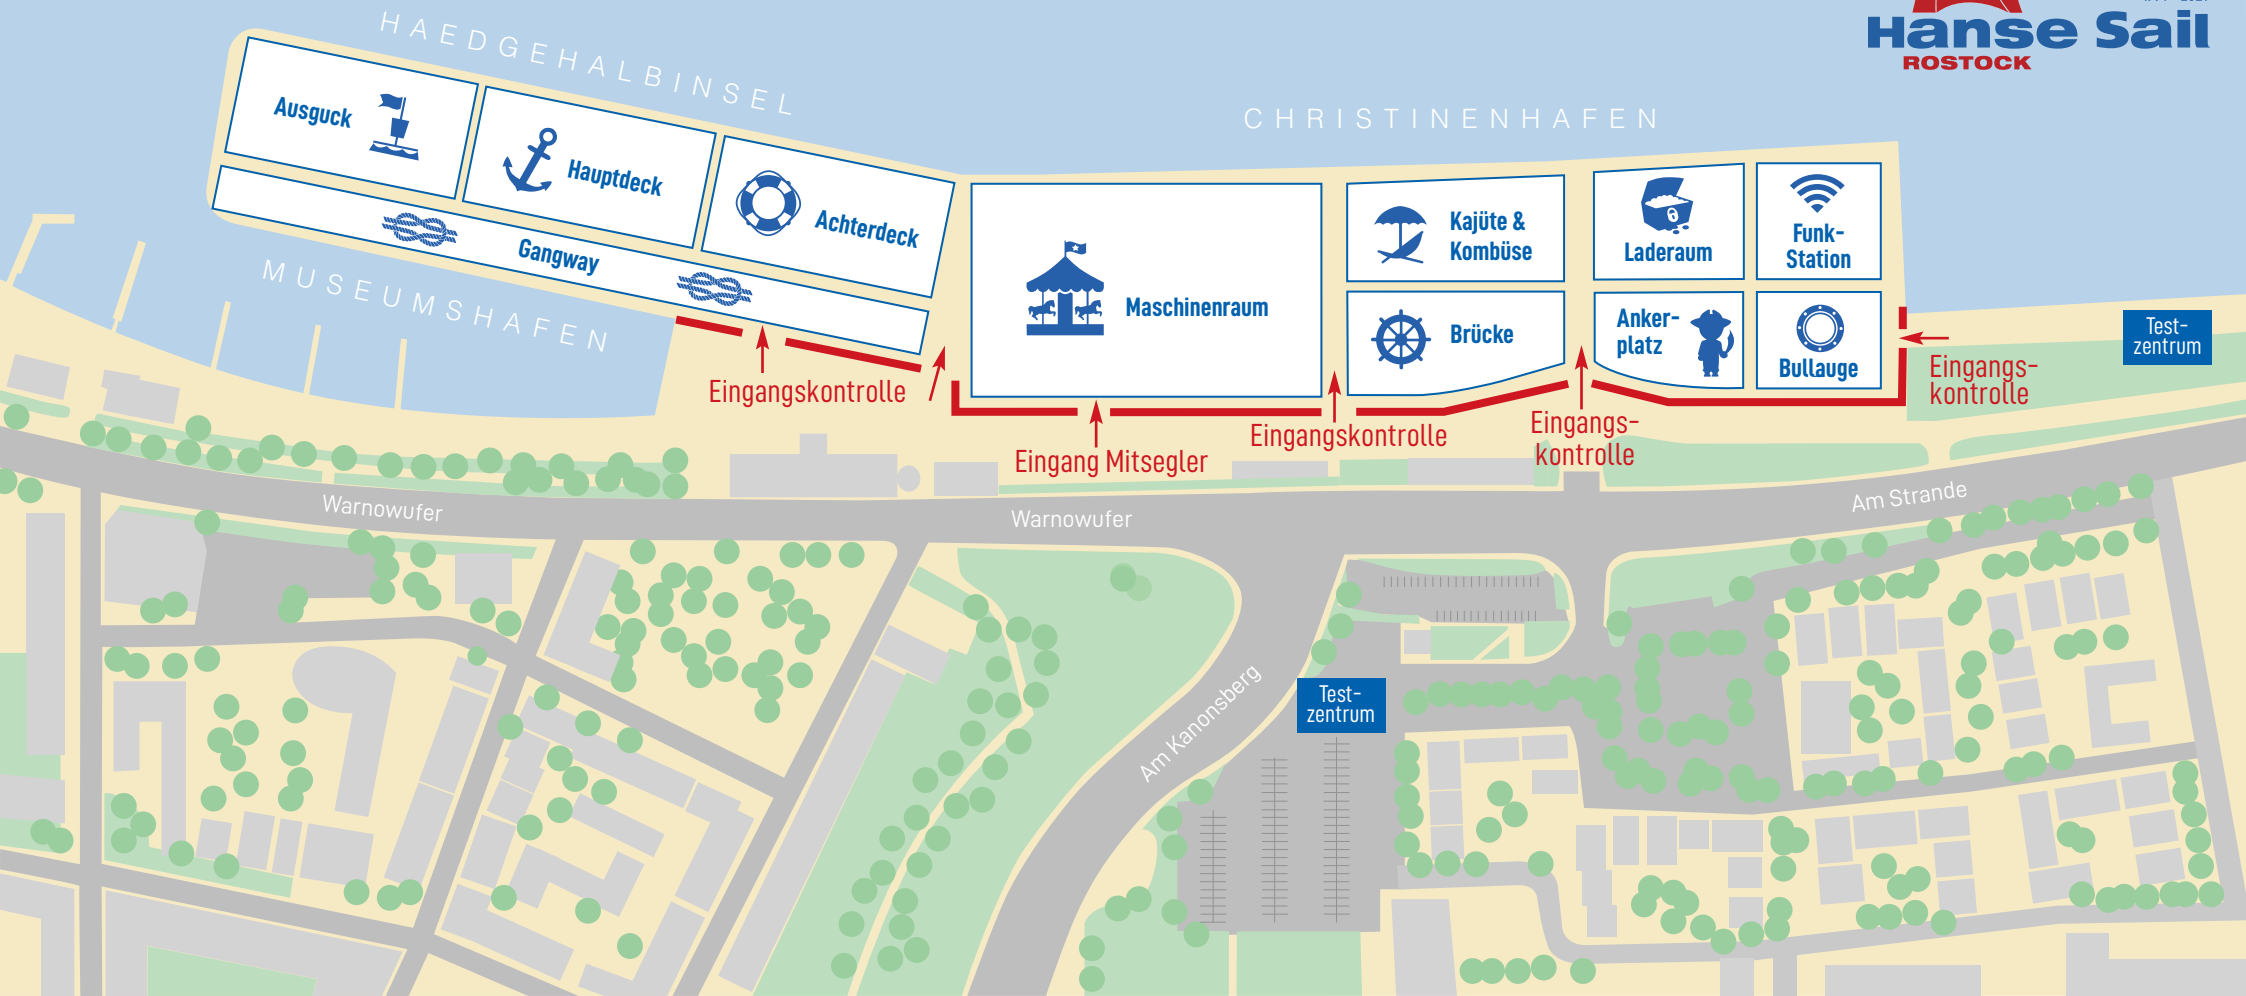 HAEDGEHALBINSEL
Hanse Sail
ROSTOCK
CHRISTINENHAFEN
Ausguck
Hauptdeck
Achterdeck
Gangway
MUSEUMSHAFEN
Maschinenraum
Kajüte &
Kombüse
Brücke
Laderaum
Funk-
Station
Anker-
platz
Bullauge
Test-
zentrum
Eingangskontrolle
Eingang Mitsegler
Eingangskontrolle
Eingangs-
kontrolle
Eingangs-
kontrolle
Warnowufer
Warnowufer
Am Strande
Am Kanonsberg
Test-
zentrum